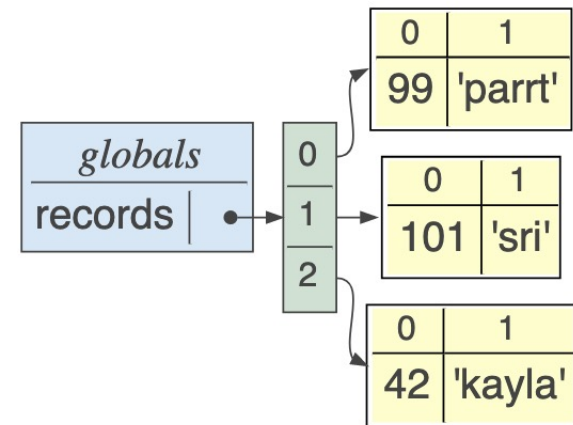 globals
records
0
1
2
0 1
99 'parrt'
0 1
101 'sri'
0 1
42 'kayla'